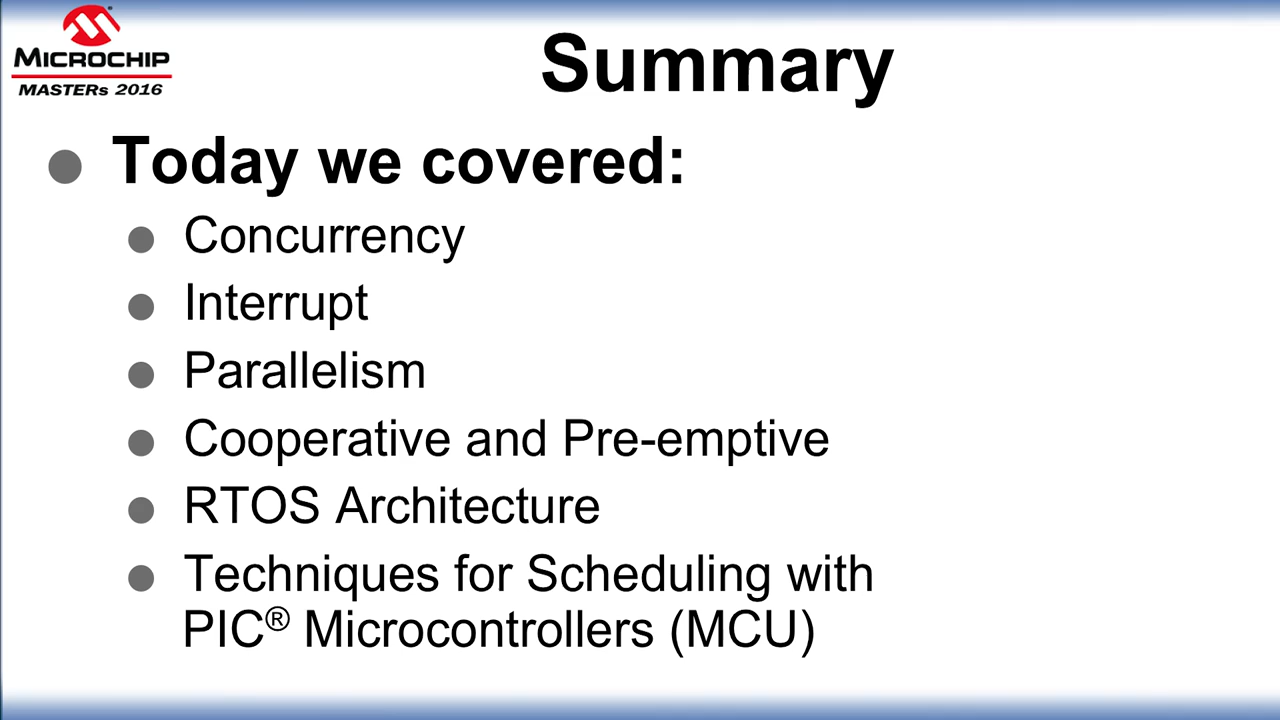 MICROCHIP
MASTERs 2016
Summary
Today we covered:
Concurrency
Interrupt
Parallelism
Cooperative and Pre-emptive
RTOS Architecture
Techniques for Scheduling with
PIC® Microcontrollers (MCU)